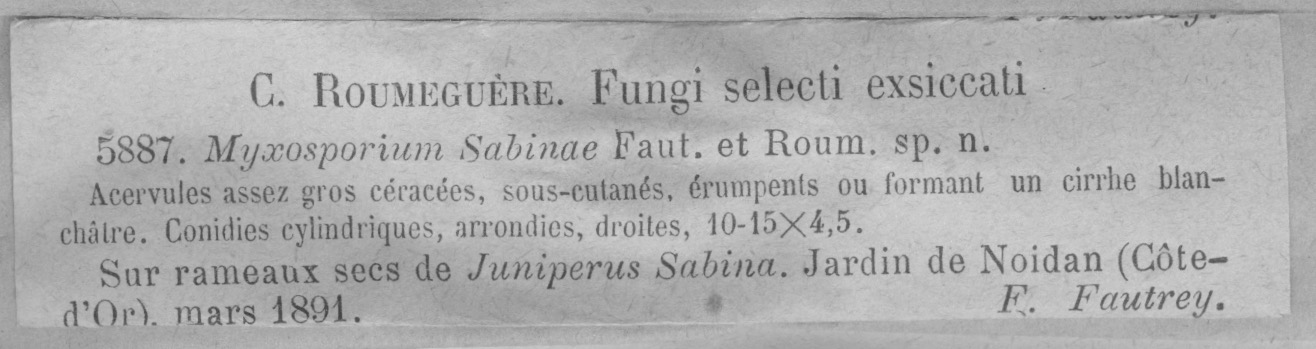 C. ROUMEGUÈRE. Fungi selecti exsiccati
5887. Myxosporium Sabinae Faut. et Roum. sp. n.
Acervules assez gros céracées, sous-cutanés, érumpents ou formant un cirrhe blan-
châtre. Conidies cylindriques, arrondies, droites, 10-15×4,5.
Sur rameaux secs de Juniperus Sabina. Jardin de Noidan (Côte-
d'Or), mars 1891. F. Fautrey.